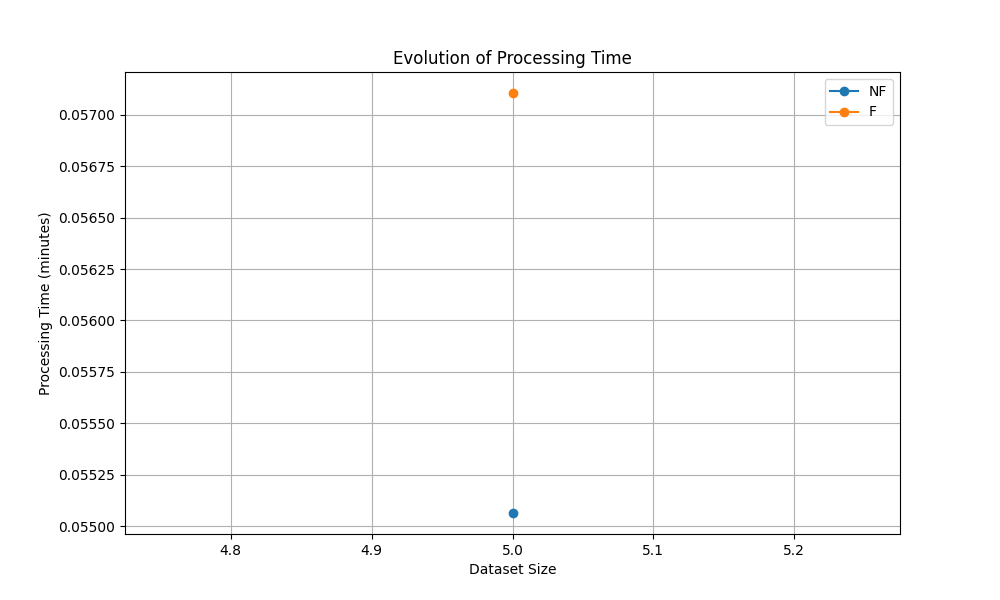 Evolution of Processing Time
NF
F
Processing Time (minutes)
0.05700
0.05675
0.05650
0.05625
0.05600
0.05575
0.05550
0.05525
0.05500
4.8 4.9 5.0 5.1 5.2
Dataset Size